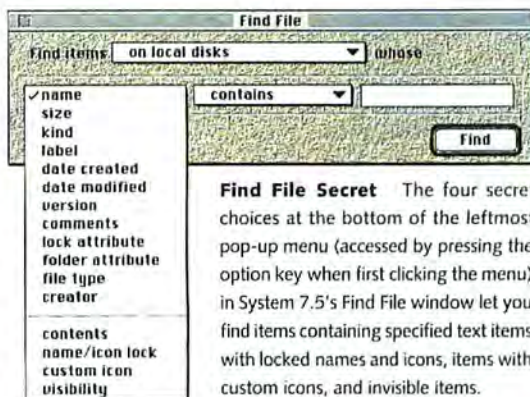 Find File
Find items on local disks whose
✓name contains
size
kind
label
date created
date modified
version
comments
lock attribute
folder attribute
file type
creator
contents
name/icon lock
custom icon
visibility
Find
Find File Secret The four secre
choices at the bottom of the leftmost
pop-up menu (accessed by pressing the
option key when first clicking the menu)
in System 7.5's Find File window let you
find items containing specified text items
with locked names and icons, items with
custom icons, and invisible items.